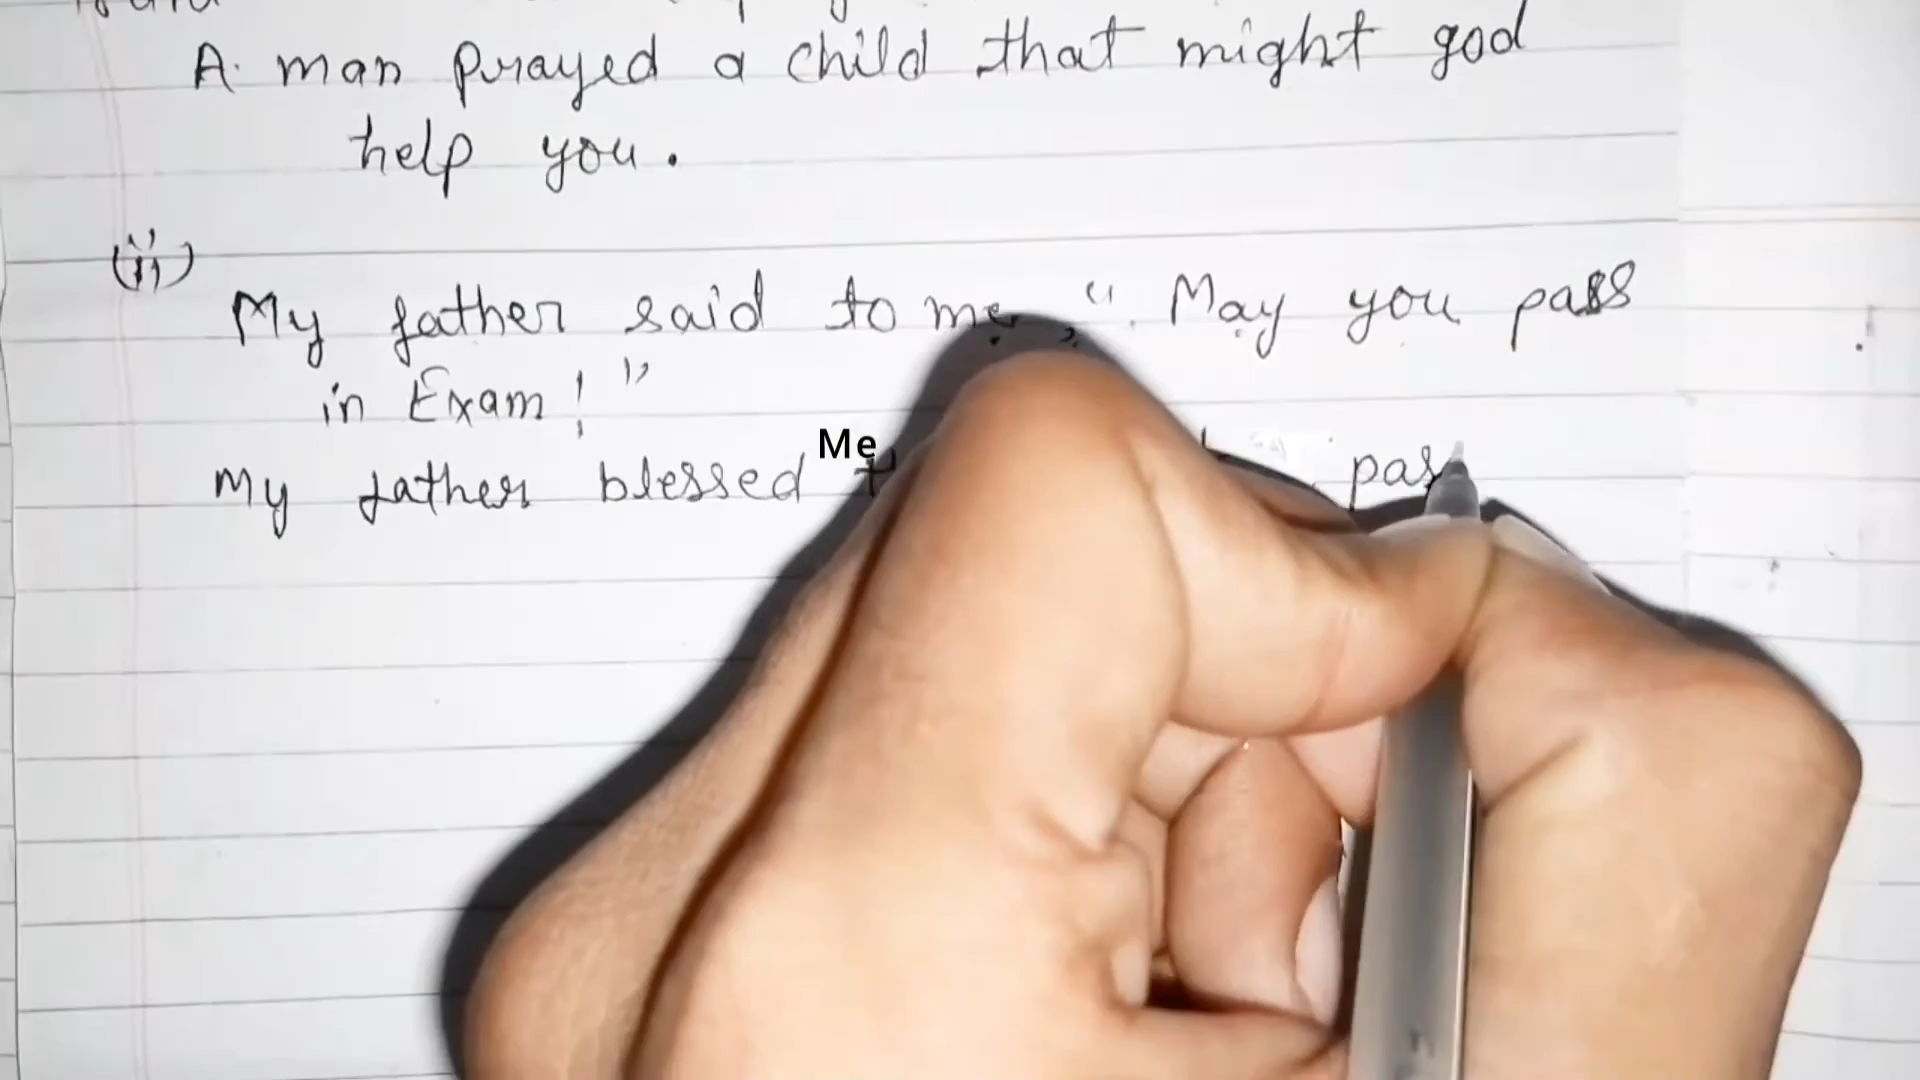 A. man prayed a child that might god
help you.
(ii)
My father said to me, " May you pass
in Exam! "
Me
My father blessed pass